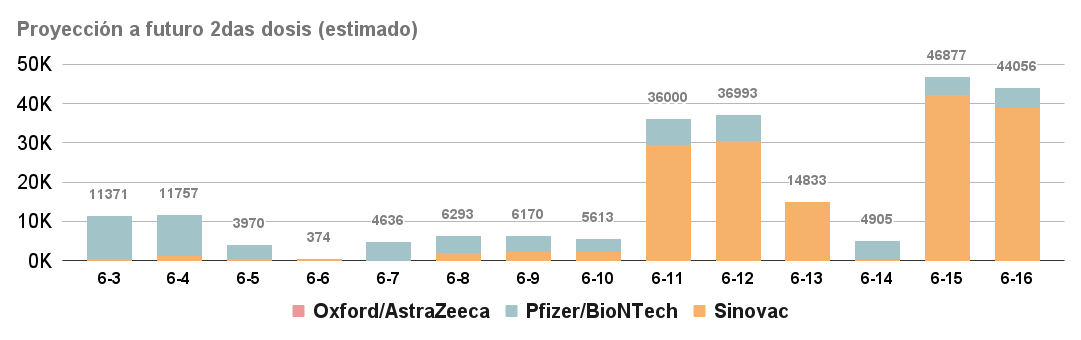 Proyección a futuro 2das dosis (estimado)
50K
40K
30K
20K
10K
0K
11371
11757
3970
374
4636
6293
6170
5613
36000
36993
14833
4905
46877
44056
6-3
6-4
6-5
6-6
6-7
6-8
6-9
6-10
6-11
6-12
6-13
6-14
6-15
6-16
Oxford/AstraZeeca
Pfizer/BioNTech
Sinovac